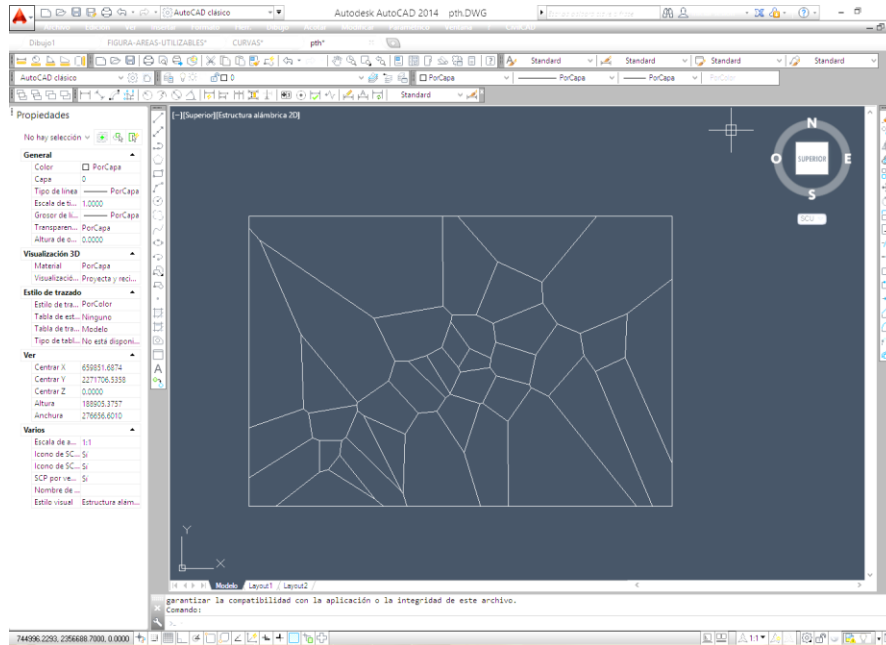 AutoCAD clásico
Autodesk AutoCAD 2014 pth.DWG
Dibujo1 FIGURA-AREAS-UTILIZABLES* CURVAS* pth*
Standard Standard Standard Standard
AutoCAD clásico 0 PorCapa PorCapa PorCapa PorColor
Standard
Propiedades
No hay selección
General
Color PorCapa
Capa 0
Tipo de línea PorCapa
Escala de ti... 1.0000
Grosor de lí... PorCapa
Transparen... PorCapa
Altura de o... 0.0000
Visualización 3D
Material PorCapa
Visualizació... Proyecta y reci...
Estilo de trazado
Estilo de tra... PorColor
Tabla de est... Ninguno
Tabla de tra... Modelo
Tipo de tabl... No está disponi...
Ver
Centrar X 659851.6874
Centrar Y 2271706.5358
Centrar Z 0.0000
Altura 188905.3757
Anchura 276656.6010
Varios
Escala de a... 1:1
Icono de SC... Sí
Icono de SC... Sí
SCP por ve... Sí
Nombre de ...
Estilo visual Estructura alám...
[−][Superior][Estructura alámbrica 2D]
N
O SUPERIOR E
S
SCU
Y
X
Modelo Layout1 Layout2
garantizar la compatibilidad con la aplicación o la integridad de este archivo.
Comando:
744996.2293, 2356688.7000, 0.0000 1:1